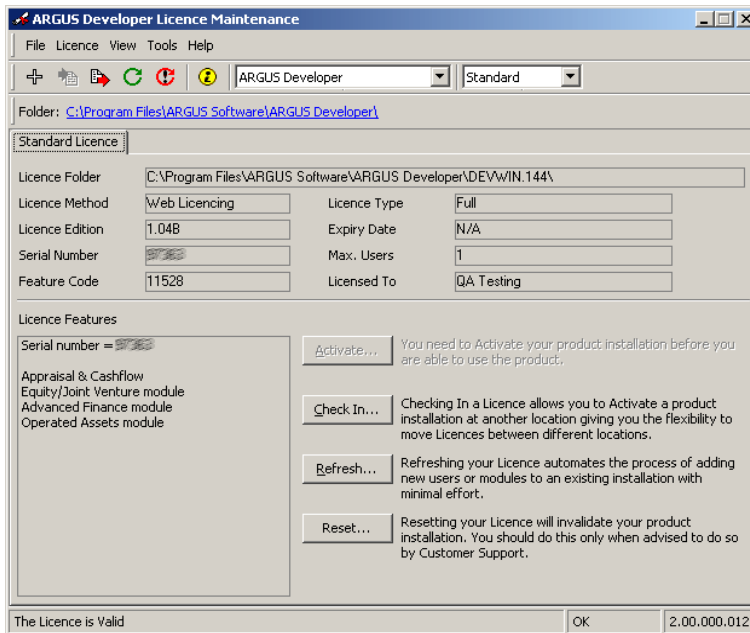 ARGUS Developer Licence Maintenance
File Licence View Tools Help
ARGUS Developer Standard
Folder: C:\Program Files\ARGUS Software\ARGUS Developer\
Standard Licence
Licence Folder C:\Program Files\ARGUS Software\ARGUS Developer\DEVWIN.144\
Licence Method Web Licencing Licence Type Full
Licence Edition 1.04B Expiry Date N/A
Serial Number Max. Users 1
Feature Code 11528 Licensed To QA Testing
Licence Features
Serial number =
Appraisal & Cashflow
Equity/Joint Venture module
Advanced Finance module
Operated Assets module
Activate... You need to Activate your product installation before you
are able to use the product.
Check In... Checking In a Licence allows you to Activate a product
installation at another location giving you the flexibility to
move Licences between different locations.
Refresh... Refreshing your Licence automates the process of adding
new users or modules to an existing installation with
minimal effort.
Reset... Resetting your Licence will invalidate your product
installation. You should do this only when advised to do so
by Customer Support.
The Licence is Valid OK 2.00.000.012